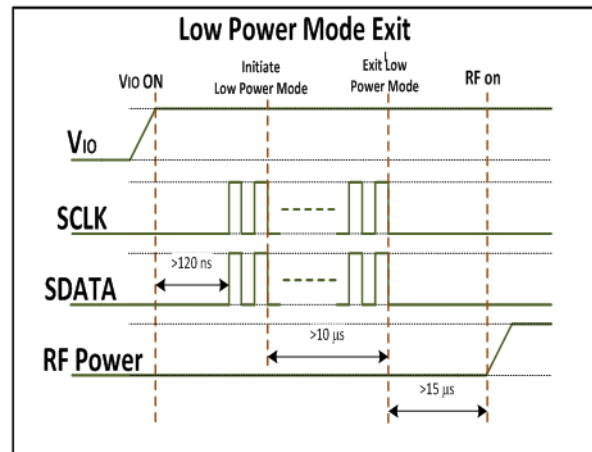 Low Power Mode Exit
VIO ON
Initiate
Low Power Mode
Exit Low
Power Mode
RF on
VIO
SCLK
>120 ns
SDATA
>10 μs
RF Power
>15 μs